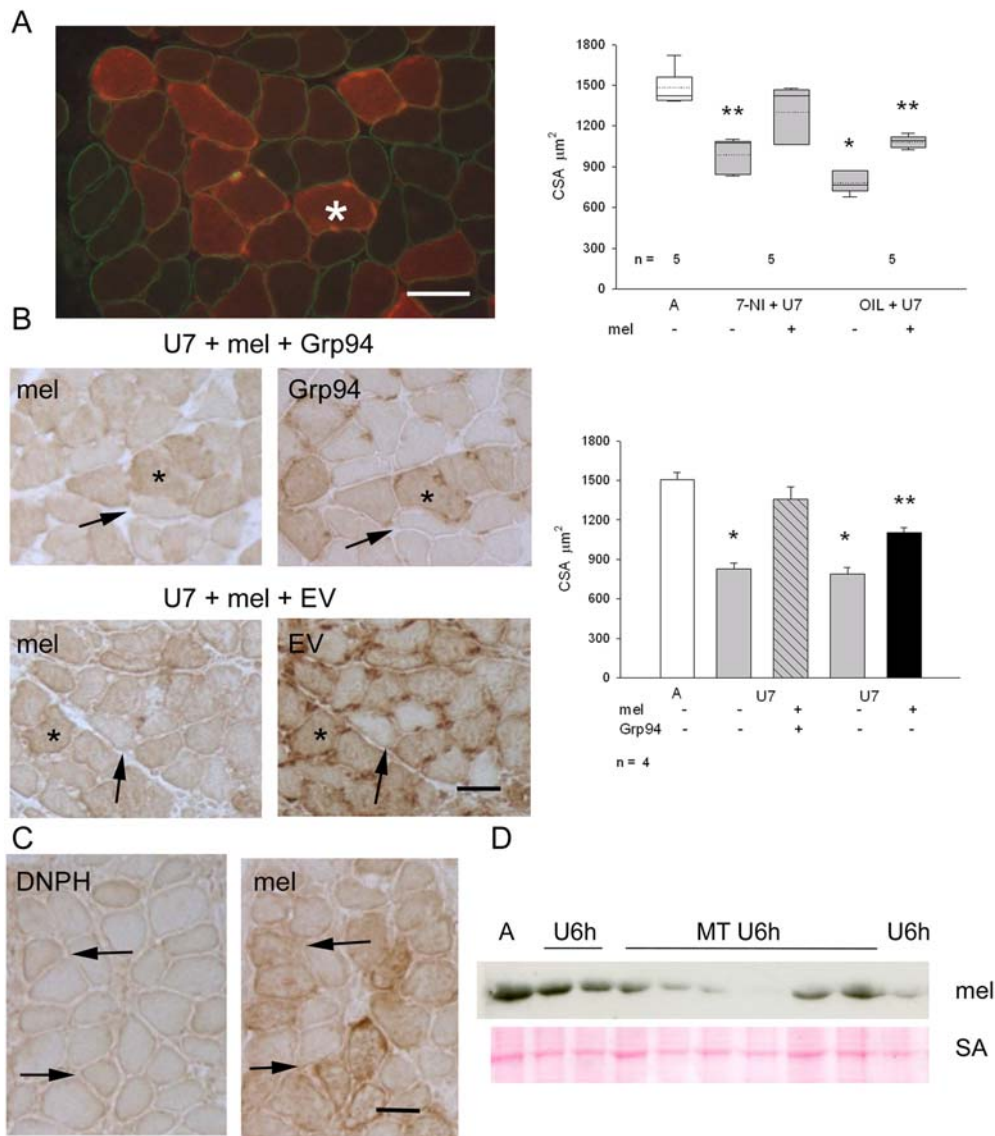 A
*
CSA μm²
1800
1500
1200
900
600
300
0
** * **
n = 5 5 5
A 7-NI + U7 OIL + U7
mel - - + - +
B
U7 + mel + Grp94
mel
*
Grp94
*
U7 + mel + EV
mel
*
EV
*
CSA μm²
1800
1500
1200
900
600
300
0
* * **
A U7 U7
mel - - + - +
Grp94 - - + - -
n = 4
C
DNPH
mel
D
A U6h MT U6h U6h
mel
SA